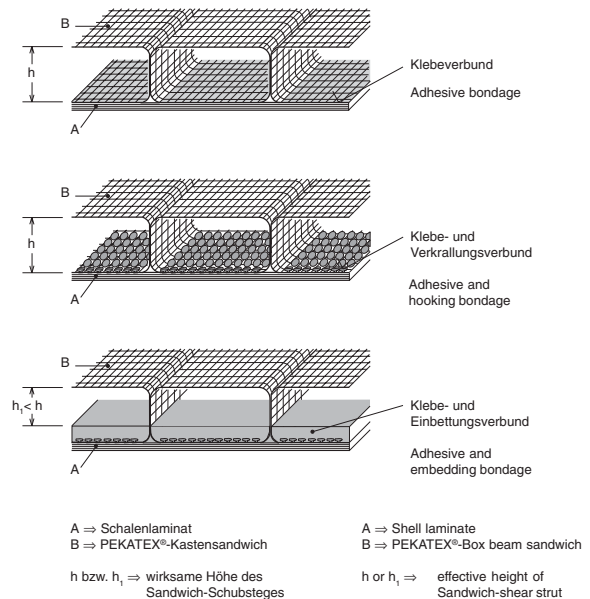 B
h
A
Klebeverbund
Adhesive bondage
B
h
A
Klebe- und
Verkrallungsverbund
Adhesive and
hooking bondage
B
h₁< h
A
Klebe- und
Einbettungsverbund
Adhesive and
embedding bondage
A ⇒ Schalenlaminat
B ⇒ PEKATEX®-Kastensandwich
h bzw. h₁ ⇒ wirksame Höhe des
Sandwich-Schubsteges
A ⇒ Shell laminate
B ⇒ PEKATEX®-Box beam sandwich
h or h₁ ⇒ effective height of
Sandwich-shear strut